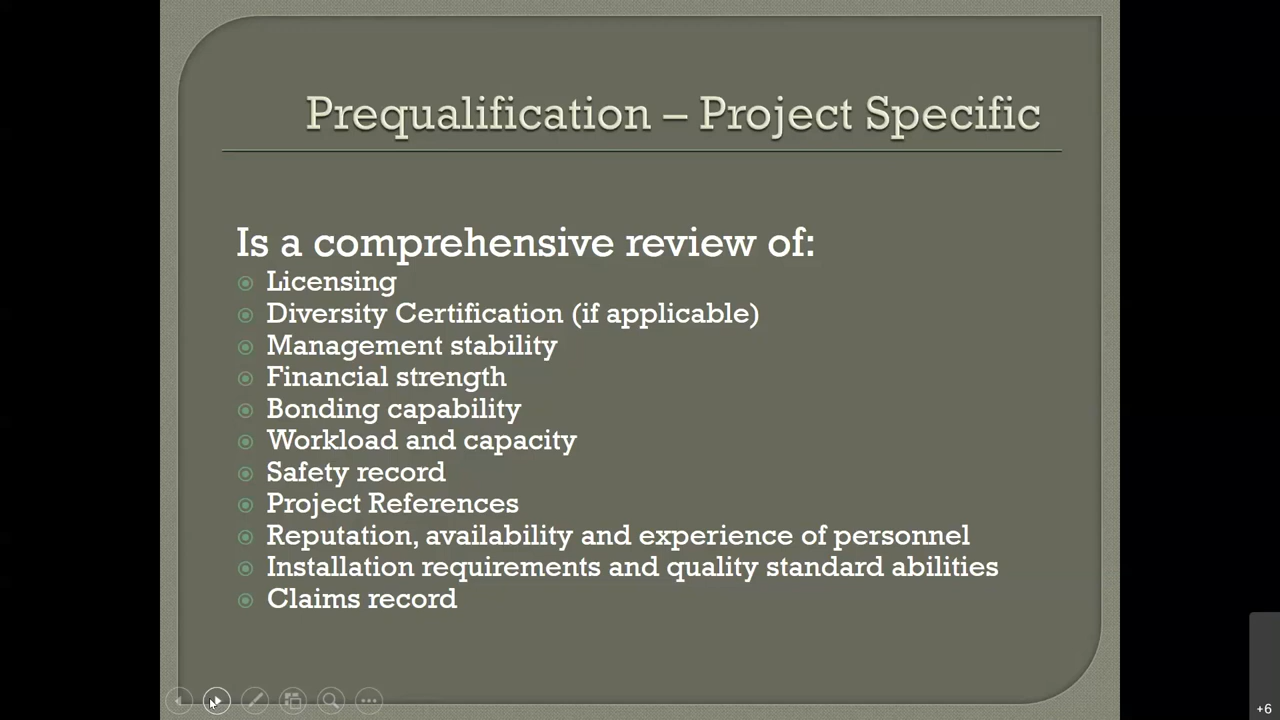 Prequalification – Project Specific
Is a comprehensive review of:
Licensing
Diversity Certification (if applicable)
Management stability
Financial strength
Bonding capability
Workload and capacity
Safety record
Project References
Reputation, availability and experience of personnel
Installation requirements and quality standard abilities
Claims record
+6